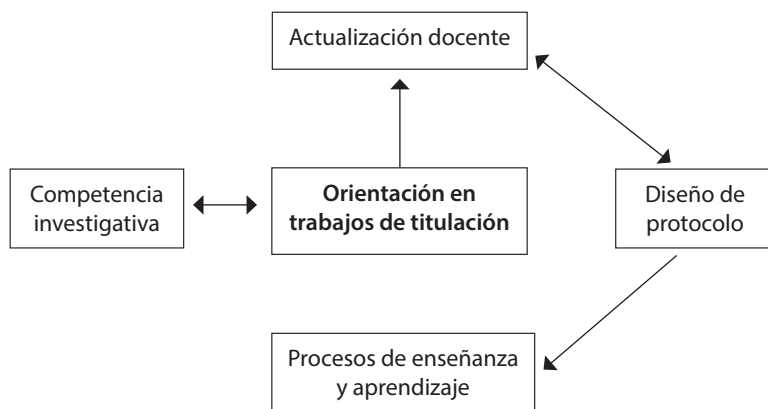 Actualización docente
Competencia
investigativa
Orientación en
trabajos de titulación
Diseño de
protocolo
Procesos de enseñanza
y aprendizaje